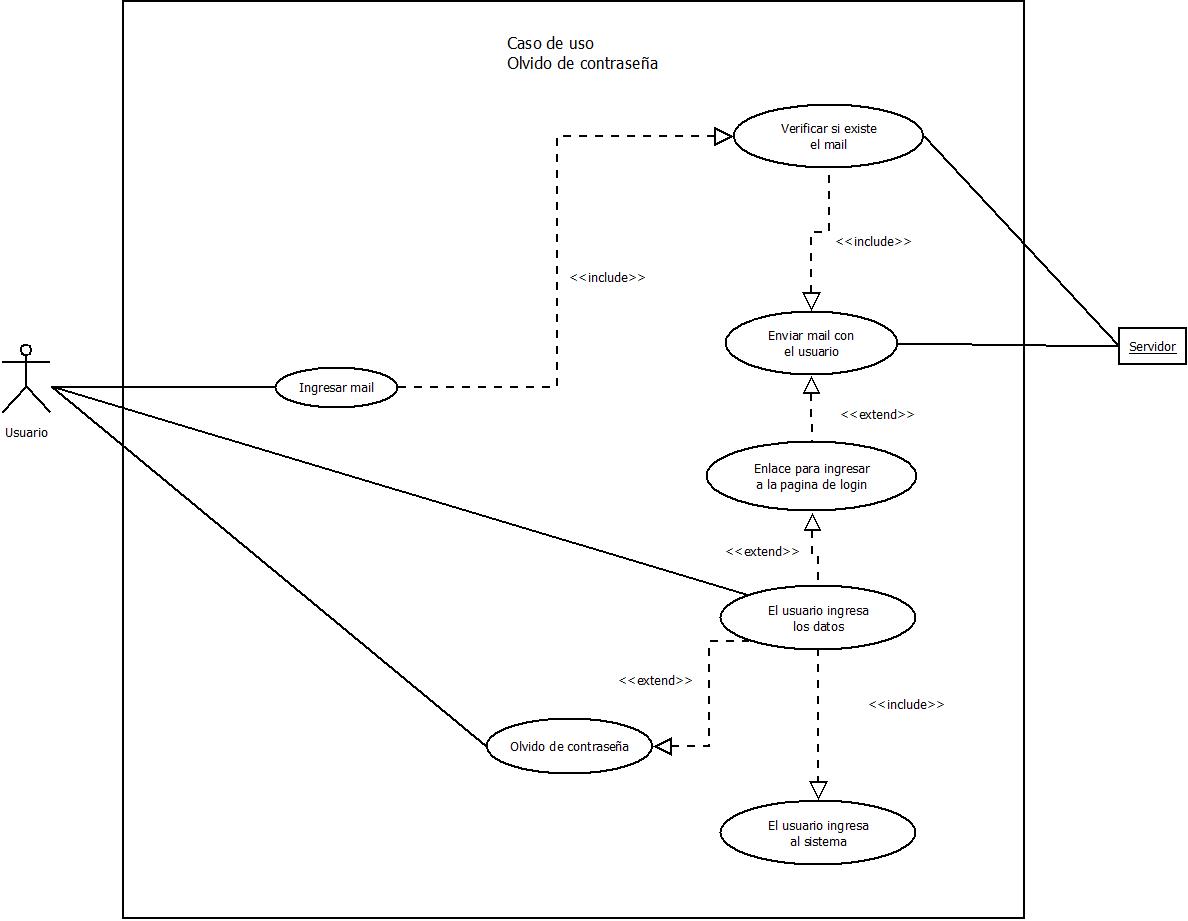 Caso de uso
Olvido de contraseña
Verificar si existe
el mail
<<include>>
<<include>>
Enviar mail con
el usuario
Servidor
Ingresar mail
Usuario
<<extend>>
Enlace para ingresar
a la pagina de login
<<extend>>
El usuario ingresa
los datos
<<extend>>
<<include>>
Olvido de contraseña
El usuario ingresa
al sistema